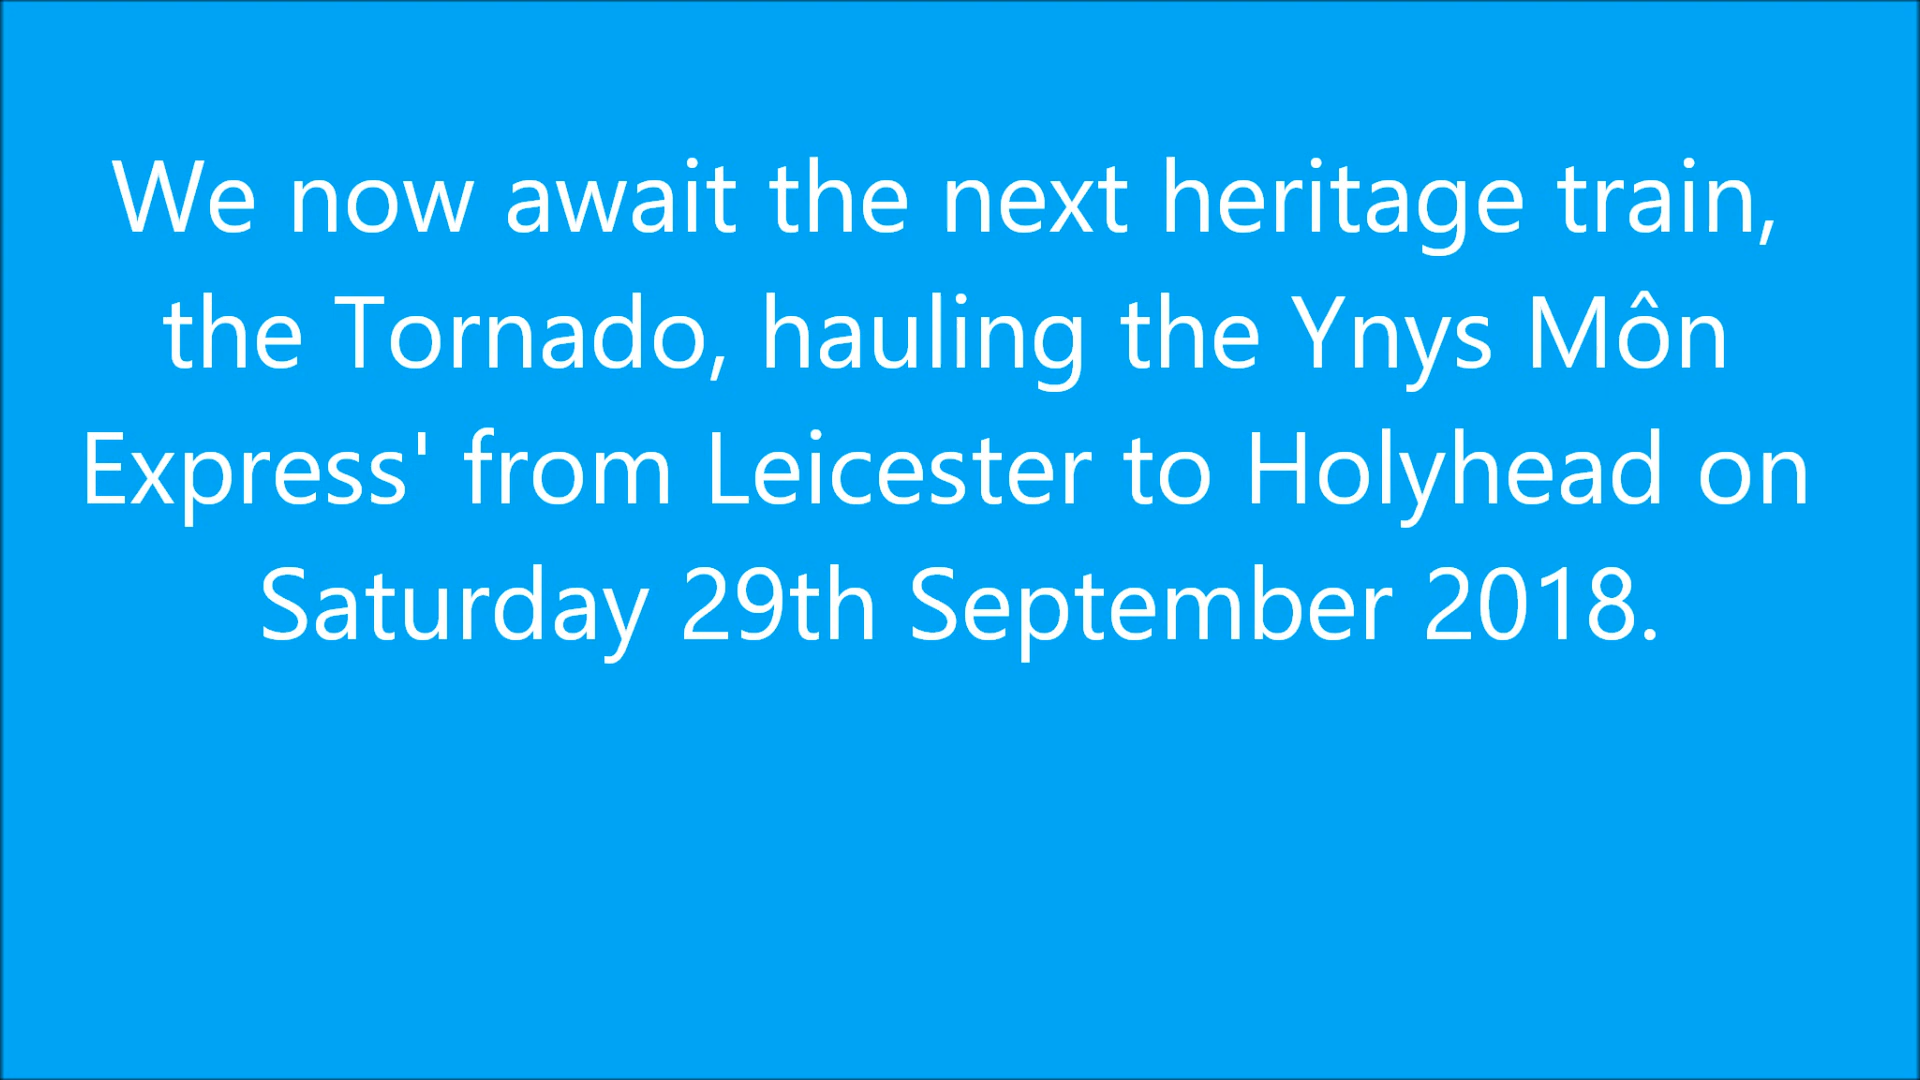 We now await the next heritage train,
the Tornado, hauling the Ynys Môn
Express' from Leicester to Holyhead on
Saturday 29th September 2018.